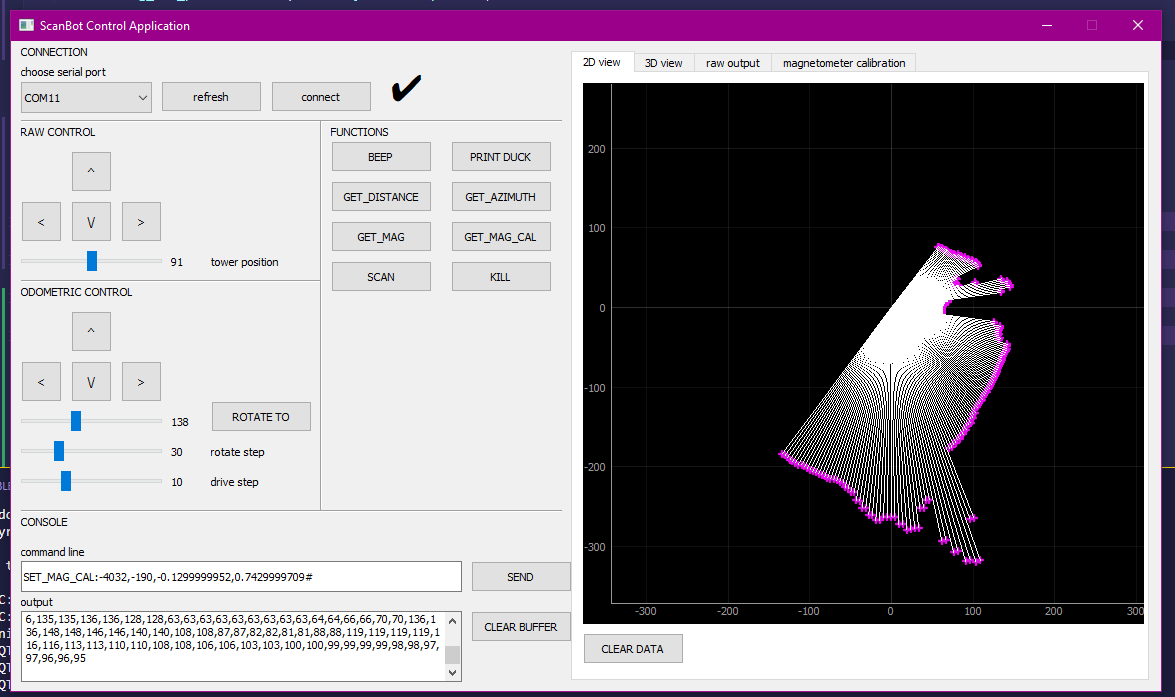 ScanBot Control Application
CONNECTION
choose serial port
COM11
refresh
connect
RAW CONTROL
^
<
V
>
91
tower position
ODOMETRIC CONTROL
^
<
V
>
138
ROTATE TO
30
rotate step
10
drive step
FUNCTIONS
BEEP
PRINT DUCK
GET_DISTANCE
GET_AZIMUTH
GET_MAG
GET_MAG_CAL
SCAN
KILL
CONSOLE
command line
SET_MAG_CAL:-4032,-190,-0.1299999952,0.7429999709#
SEND
output
6,135,135,136,136,128,128,63,63,63,63,63,63,63,63,63,64,64,66,66,70,70,136,1
36,148,148,146,146,140,140,108,108,87,87,82,82,81,81,88,88,119,119,119,119,1
16,116,113,113,110,110,108,108,106,106,103,103,100,100,99,99,99,99,98,98,97,
97,96,96,95
CLEAR BUFFER
2D view
3D view
raw output
magnetometer calibration
200
100
0
-100
-200
-300
-300
-200
-100
0
100
200
300
CLEAR DATA